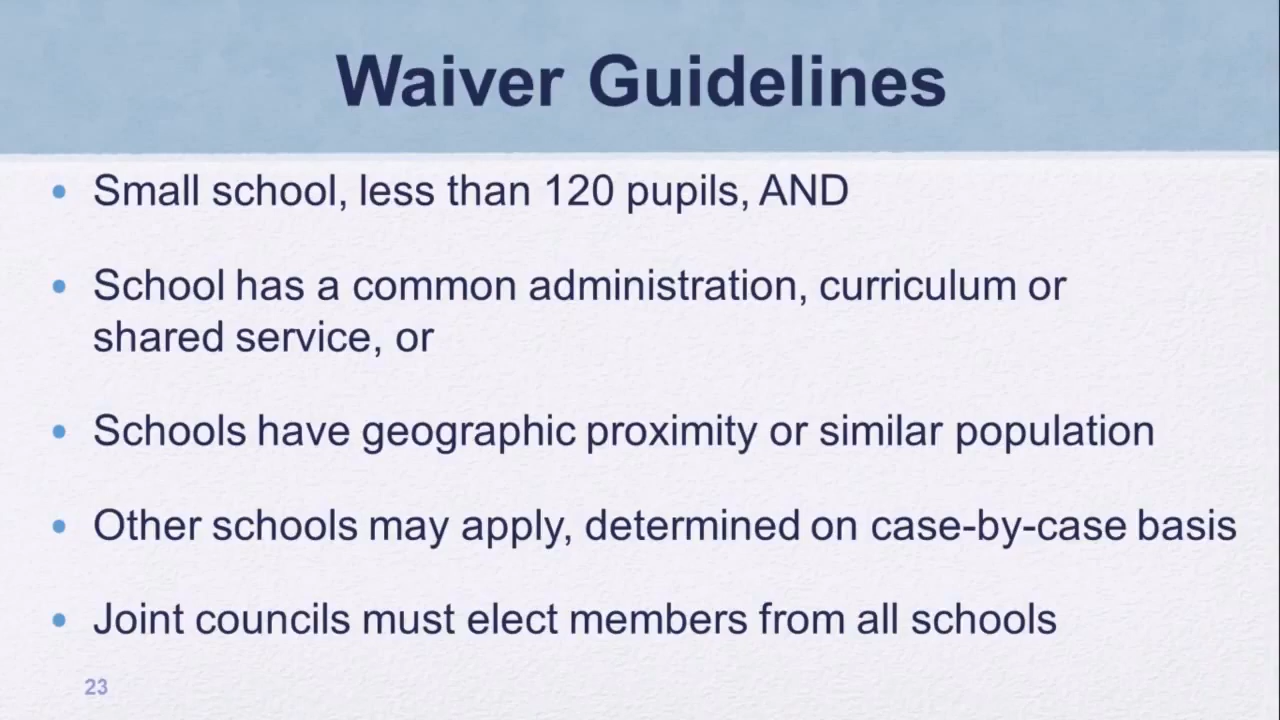 Waiver Guidelines
• Small school, less than 120 pupils, AND
• School has a common administration, curriculum or
shared service, or
• Schools have geographic proximity or similar population
• Other schools may apply, determined on case-by-case basis
• Joint councils must elect members from all schools
23